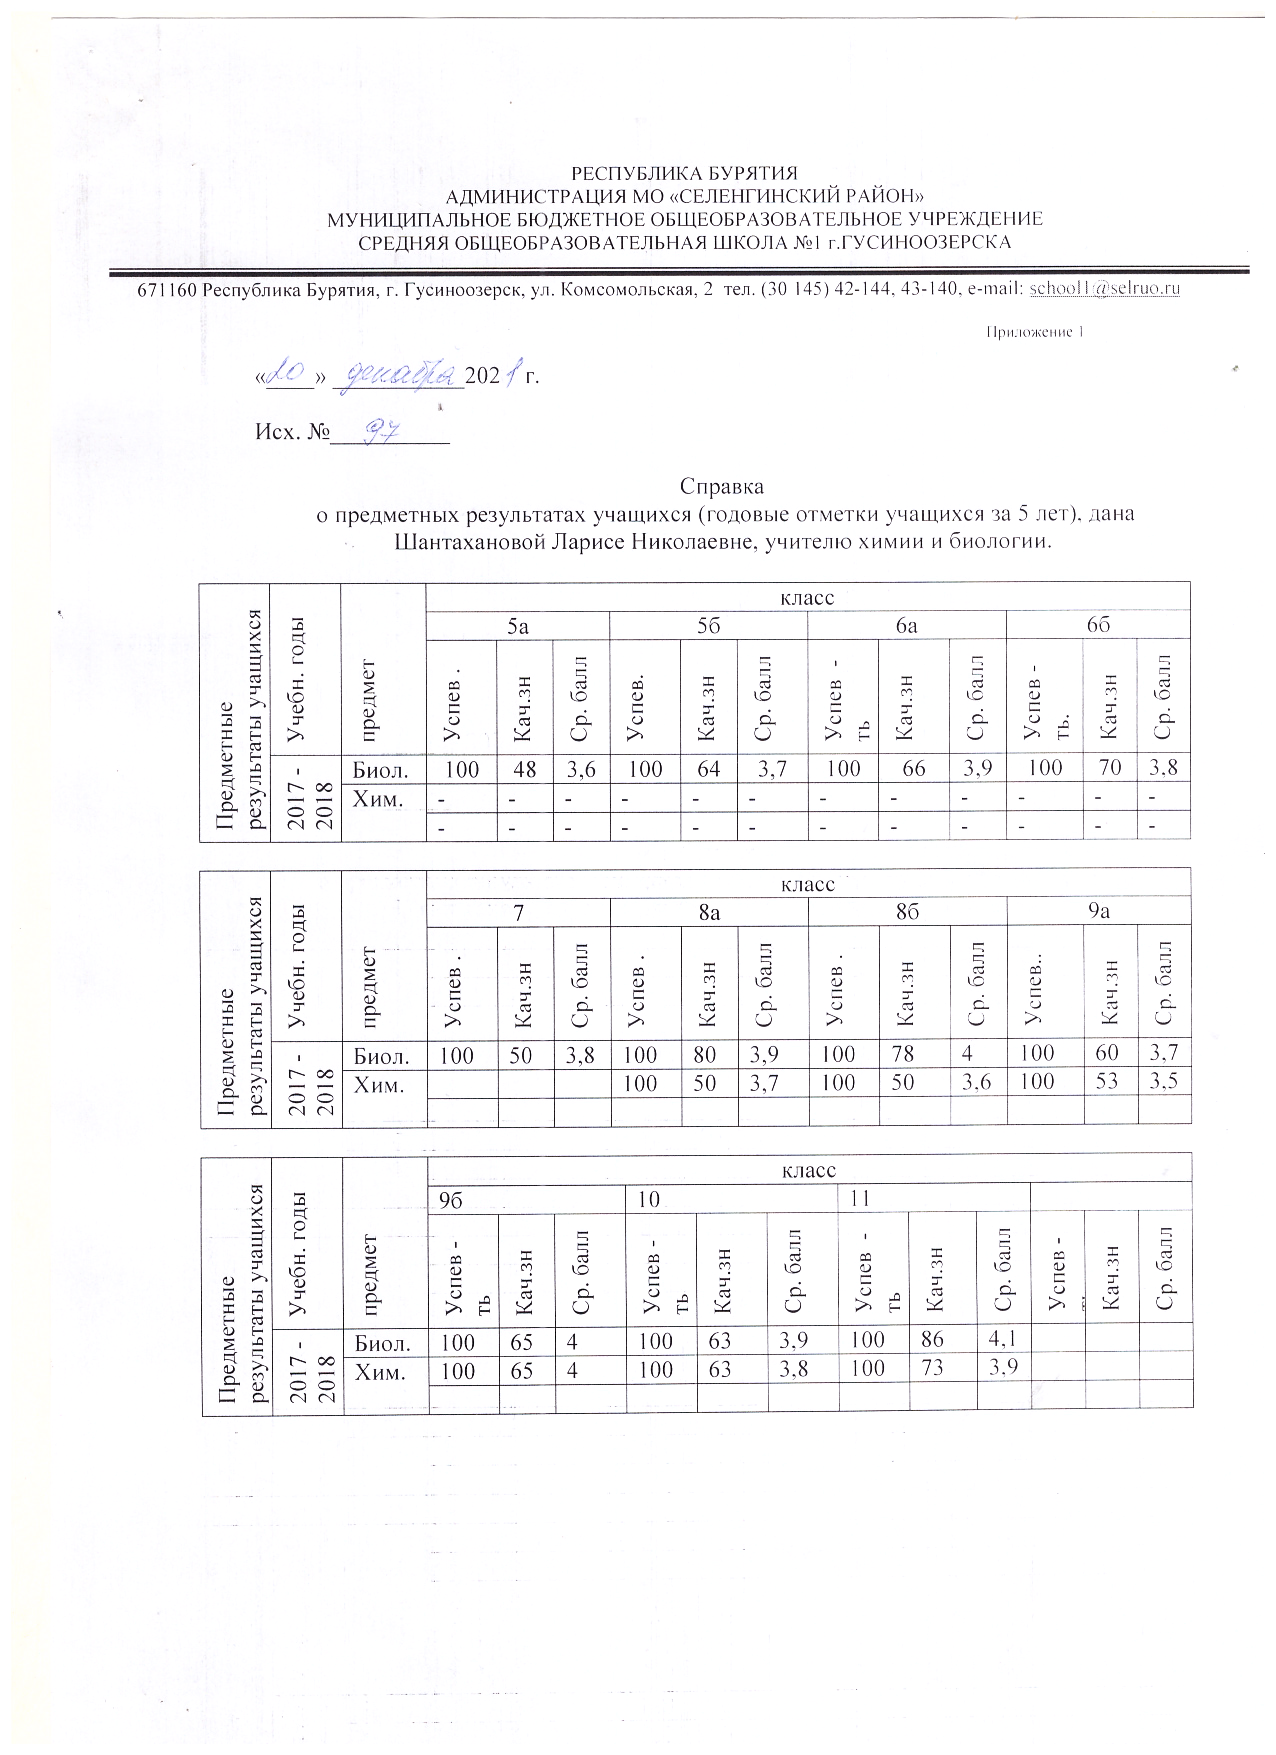 РЕСПУБЛИКА БУРЯТИЯ
АДМИНИСТРАЦИЯ МО «СЕЛЕНГИНСКИЙ РАЙОН»
МУНИЦИПАЛЬНОЕ БЮДЖЕТНОЕ ОБЩЕОБРАЗОВАТЕЛЬНОЕ УЧРЕЖДЕНИЕ
СРЕДНЯЯ ОБЩЕОБРАЗОВАТЕЛЬНАЯ ШКОЛА №1 г.ГУСИНООЗЕРСКА
671160 Республика Бурятия, г. Гусиноозерск, ул. Комсомольская, 2 тел. (30 145) 42-144, 43-140, e-mail: school1@selruo.ru
Приложение 1
«20» декабря 2021 г.
Исх. № 97
Справка
о предметных результатах учащихся (годовые отметки учащихся за 5 лет), дана
Шантахановой Ларисе Николаевне, учителю химии и биологии.
Предметные результаты учащихся Учебн. годы предмет класс
5а 5б 6а 6б
Успев . Кач.зн Ср. балл Успев. Кач.зн Ср. балл Успев - ть Кач.зн Ср. балл Успев - ть. Кач.зн Ср. балл
2017 - 2018 Биол. 100 48 3,6 100 64 3,7 100 66 3,9 100 70 3,8
Хим. - - - - - - - - - - - -
- - - - - - - - - - - -
Предметные результаты учащихся Учебн. годы предмет класс
7 8а 8б 9а
Успев . Кач.зн Ср. балл Успев . Кач.зн Ср. балл Успев . Кач.зн Ср. балл Успев.. Кач.зн Ср. балл
2017 - 2018 Биол. 100 50 3,8 100 80 3,9 100 78 4 100 60 3,7
Хим. 100 50 3,7 100 50 3,6 100 53 3,5
Предметные результаты учащихся Учебн. годы предмет класс
9б 10 11
Успев - ть Кач.зн Ср. балл Успев - ть Кач.зн Ср. балл Успев - ть Кач.зн Ср. балл Успев - Кач.зн Ср. балл
2017 - 2018 Биол. 100 65 4 100 63 3,9 100 86 4,1
Хим. 100 65 4 100 63 3,8 100 73 3,9